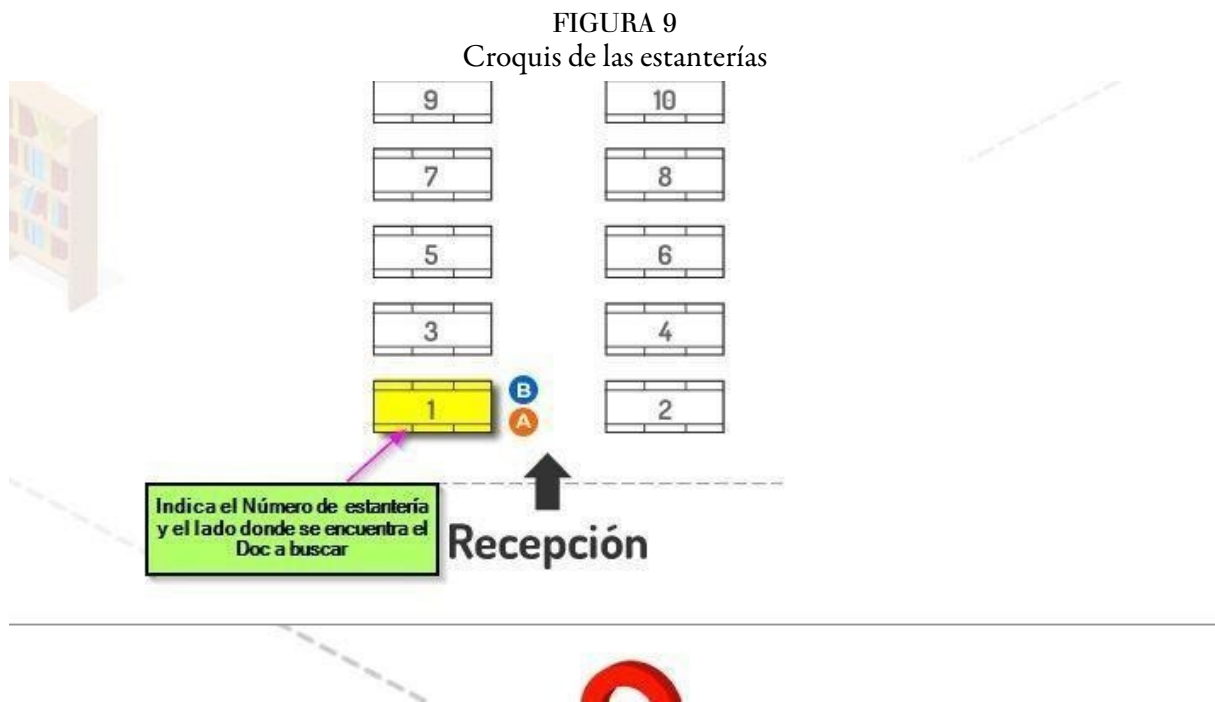 FIGURA 9
Croquis de las estanterías
9 10
7 8
5 6
3 4
B
1 2
A
Indica el Número de estantería
y el lado donde se encuentra el
Doc a buscar
Recepción